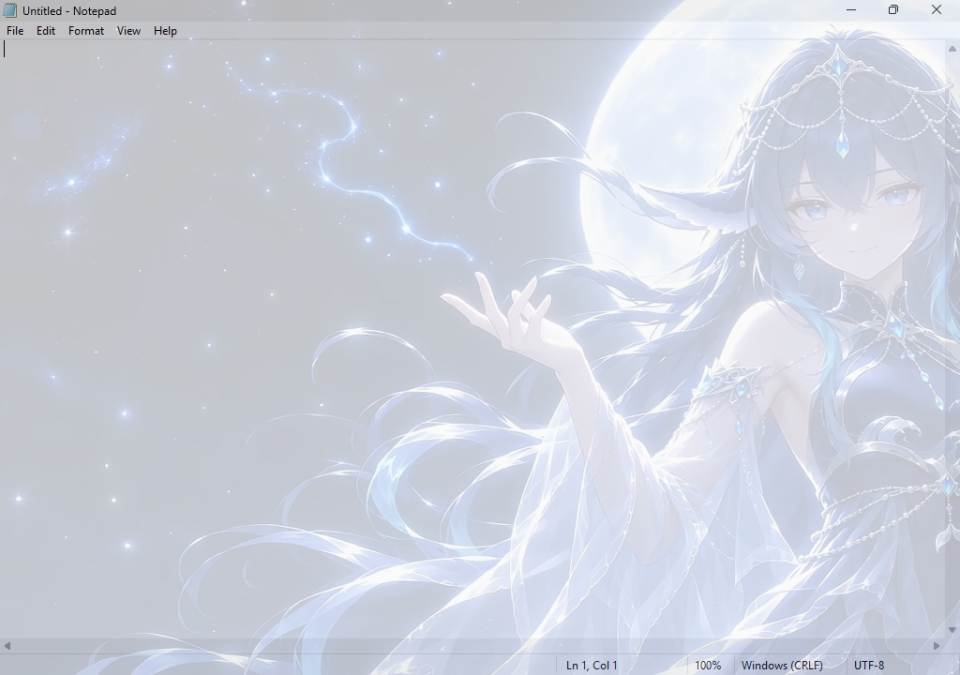 Untitled - Notepad
File Edit Format View Help
Ln 1, Col 1 100% Windows (CRLF) UTF-8